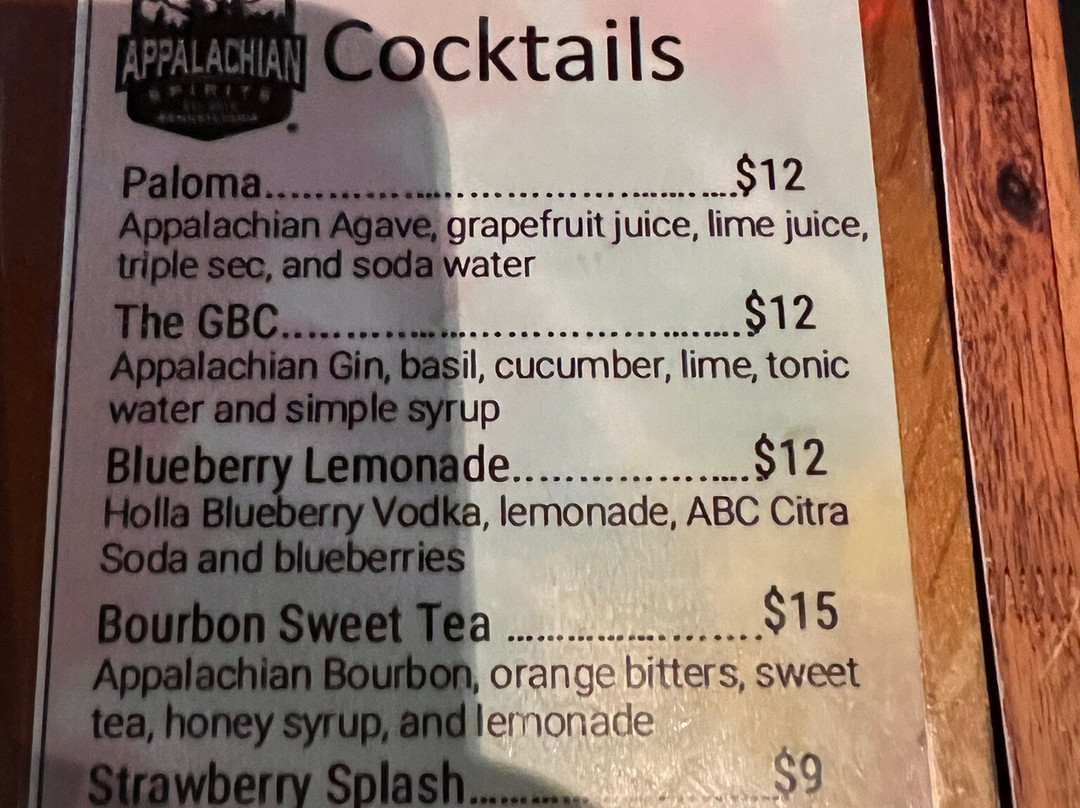 APPALACHIAN
SPIRITS
PENNSYLVANIA
Cocktails
Paloma.......................................$12
Appalachian Agave, grapefruit juice, lime juice,
triple sec, and soda water
The GBC.......................................$12
Appalachian Gin, basil, cucumber, lime, tonic
water and simple syrup
Blueberry Lemonade....................$12
Holla Blueberry Vodka, lemonade, ABC Citra
Soda and blueberries
Bourbon Sweet Tea ......................$15
Appalachian Bourbon, orange bitters, sweet
tea, honey syrup, and lemonade
Strawberry Splash.........................$9